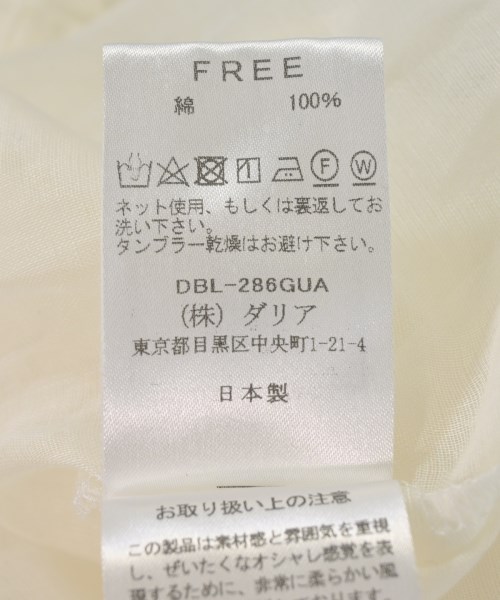 FREE
綿 100%
F W
ネット使用、もしくは裏返してお
洗い下さい。
タンブラー乾燥はお避け下さい。
DBL-286GUA
(株) ダリア
東京都目黒区中央町1-21-4
日本製
お取り扱い上の注意
この製品は素材感と雰囲気を重視
し、ぜいたくなオシャレ感覚を表
現するために、非常に柔らかい風